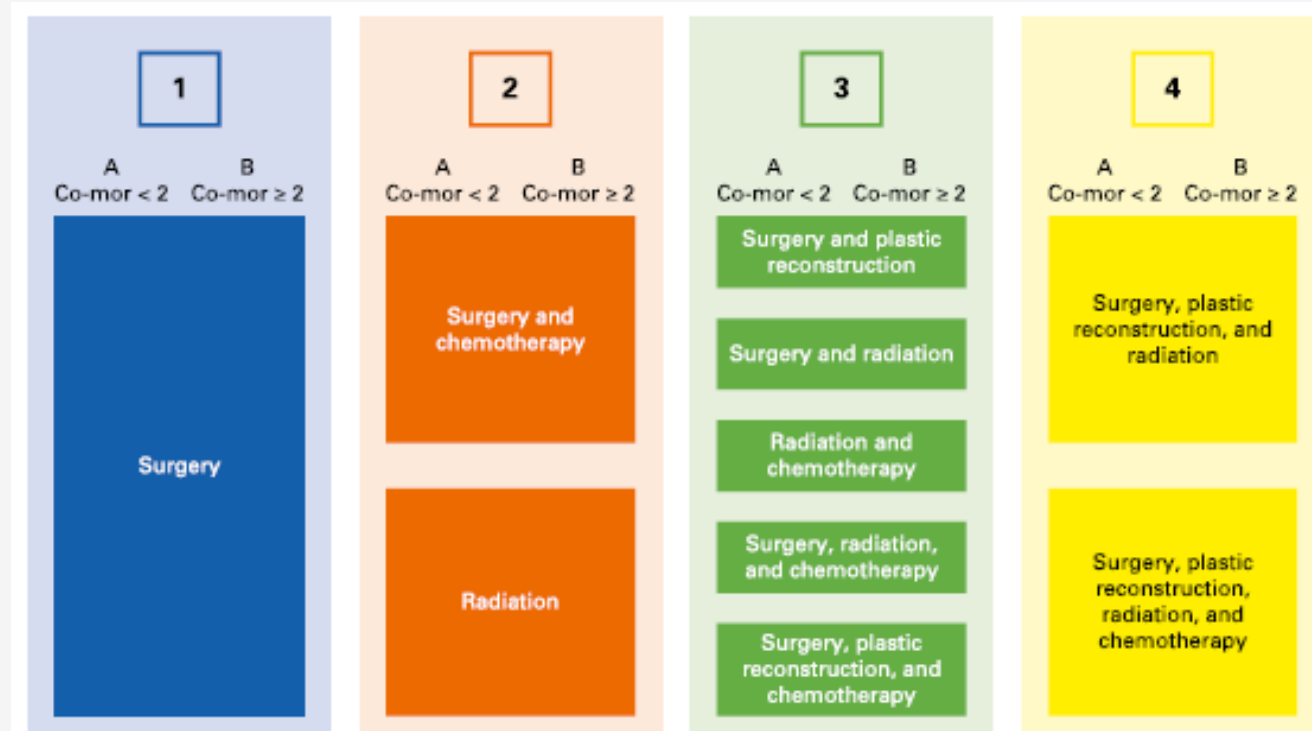 1
A B
Co-mor < 2 Co-mor ≥ 2
Surgery
2
A B
Co-mor < 2 Co-mor ≥ 2
Surgery and
chemotherapy
Radiation
3
A B
Co-mor < 2 Co-mor ≥ 2
Surgery and plastic
reconstruction
Surgery and radiation
Radiation and
chemotherapy
Surgery, radiation,
and chemotherapy
Surgery, plastic
reconstruction, and
chemotherapy
4
A B
Co-mor < 2 Co-mor ≥ 2
Surgery, plastic
reconstruction, and
radiation
Surgery, plastic
reconstruction,
radiation, and
chemotherapy